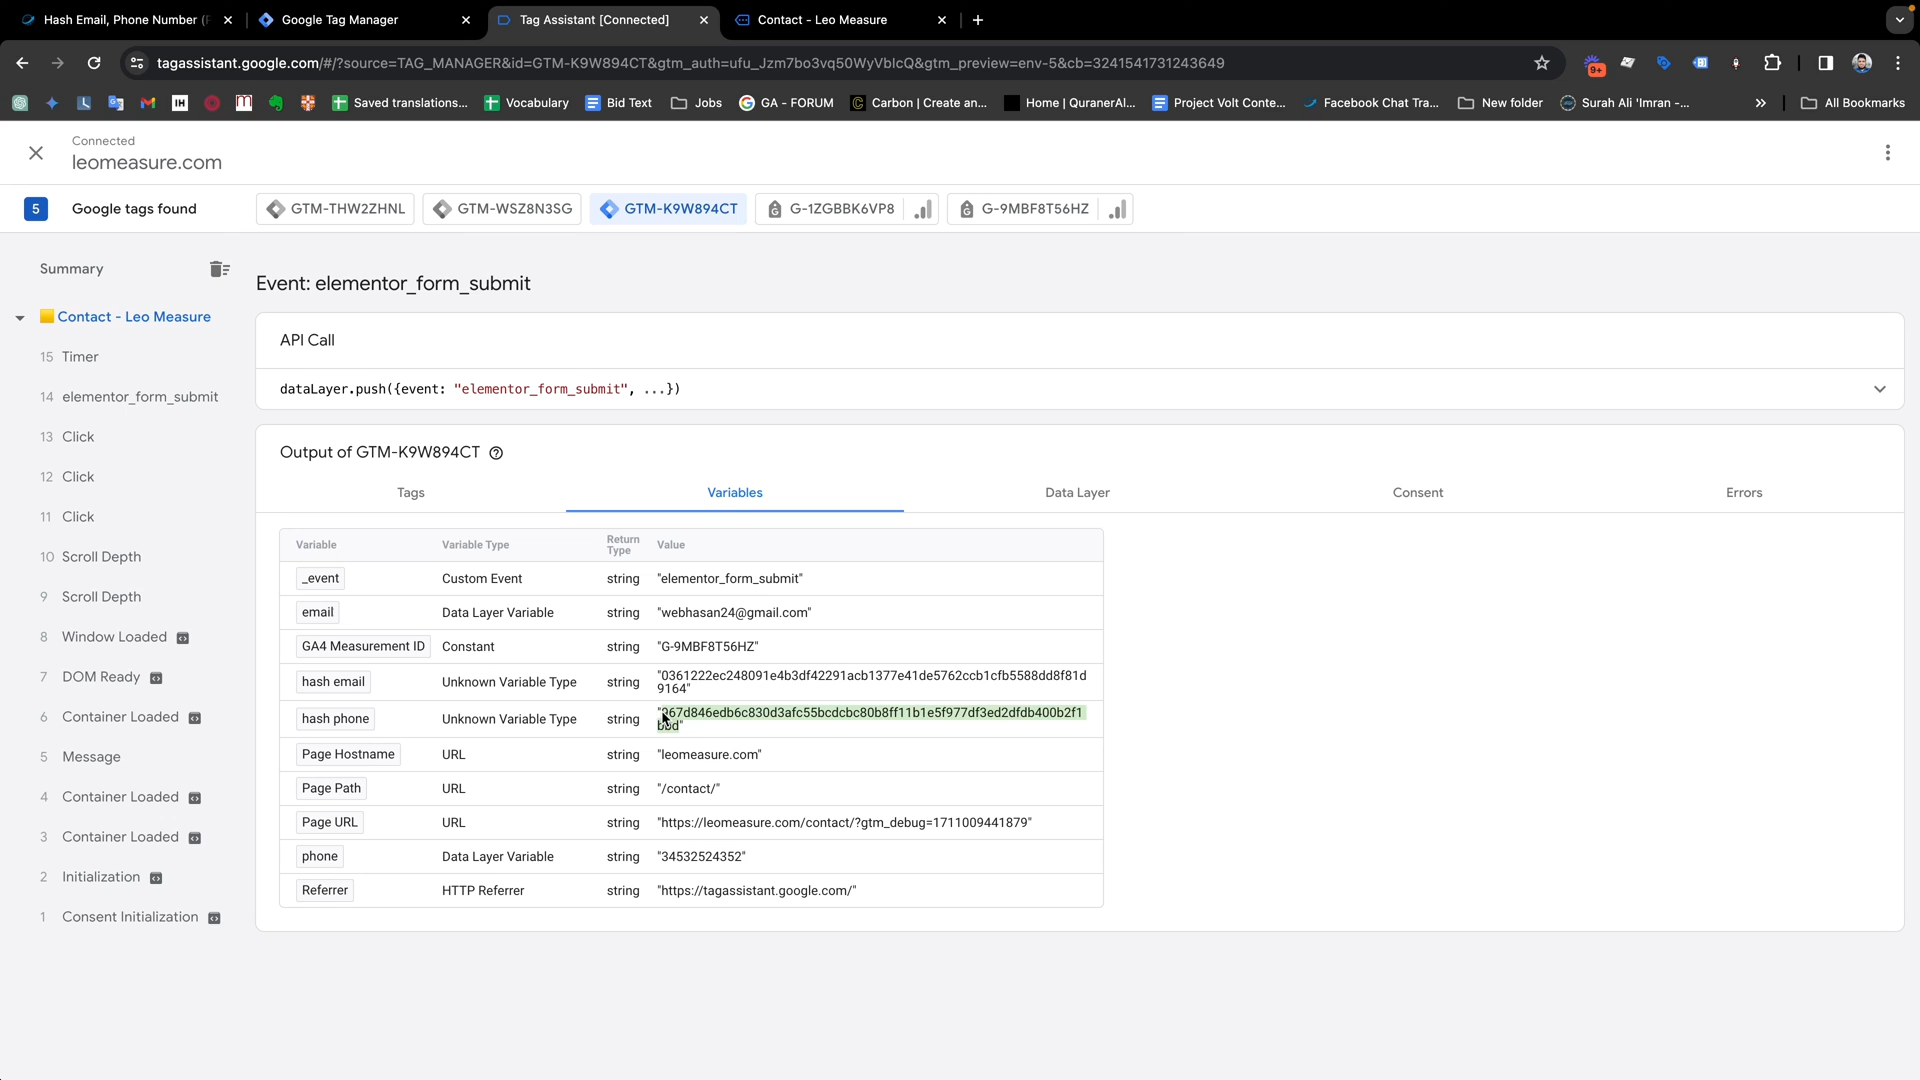 Hash Email, Phone Number (F
Google Tag Manager
Tag Assistant [Connected]
Contact - Leo Measure
tagassistant.google.com/#/?source=TAG_MANAGER&id=GTM-K9W894CT&gtm_auth=ufu_Jzm7bo3vq50WyVblcQ&gtm_preview=env-5&cb=3241541731243649
9+
Saved translations...
Vocabulary
Bid Text
Jobs
GA - FORUM
Carbon | Create an...
Home | QuranerAl...
Project Volt Conte...
Facebook Chat Tra...
New folder
Surah Ali 'Imran -...
All Bookmarks
Connected
leomeasure.com
5 Google tags found
GTM-THW2ZHNL
GTM-WSZ8N3SG
GTM-K9W894CT
G-1ZGBBK6VP8
G-9MBF8T56HZ
Summary
Contact - Leo Measure
15 Timer
14 elementor_form_submit
13 Click
12 Click
11 Click
10 Scroll Depth
9 Scroll Depth
8 Window Loaded
7 DOM Ready
6 Container Loaded
5 Message
4 Container Loaded
3 Container Loaded
2 Initialization
1 Consent Initialization
Event: elementor_form_submit
API Call
dataLayer.push({event: "elementor_form_submit", ...})
Output of GTM-K9W894CT
Tags Variables Data Layer Consent Errors
Variable Variable Type Return Type Value
_event Custom Event string "elementor_form_submit"
email Data Layer Variable string "webhasan24@gmail.com"
GA4 Measurement ID Constant string "G-9MBF8T56HZ"
hash email Unknown Variable Type string "0361222ec248091e4b3df42291acb1377e41de5762ccb1cfb5588dd8f81d
9164"
hash phone Unknown Variable Type string "967d846edb6c830d3afc55bcdcbc80b8ff11b1e5f977df3ed2dfdb400b2f1
bbd"
Page Hostname URL string "leomeasure.com"
Page Path URL string "/contact/"
Page URL URL string "https://leomeasure.com/contact/?gtm_debug=1711009441879"
phone Data Layer Variable string "34532524352"
Referrer HTTP Referrer string "https://tagassistant.google.com/"